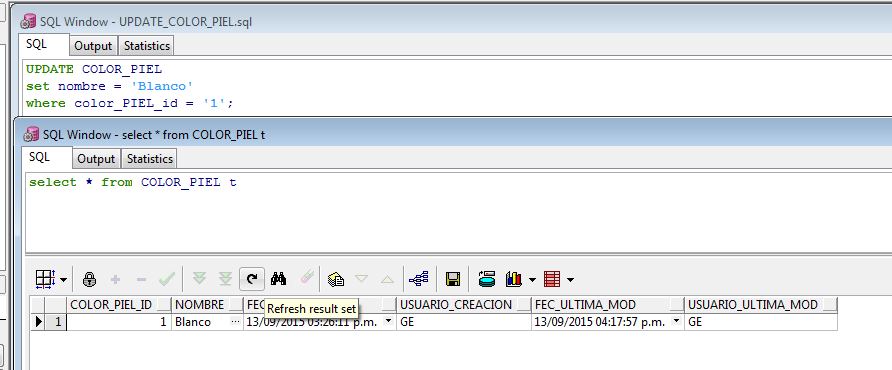 SQL Window - UPDATE_COLOR_PIEL.sql
SQL Output Statistics
UPDATE COLOR_PIEL
set nombre = 'Blanco'
where color_PIEL_id = '1';
SQL Window - select * from COLOR_PIEL t
SQL Output Statistics
select * from COLOR_PIEL t
Refresh result set
COLOR_PIEL_ID NOMBRE FEC USUARIO_CREACION FEC_ULTIMA_MOD USUARIO_ULTIMA_MOD
1 1 Blanco ... 13/09/2015 03:26:11 p.m. GE 13/09/2015 04:17:57 p.m. GE